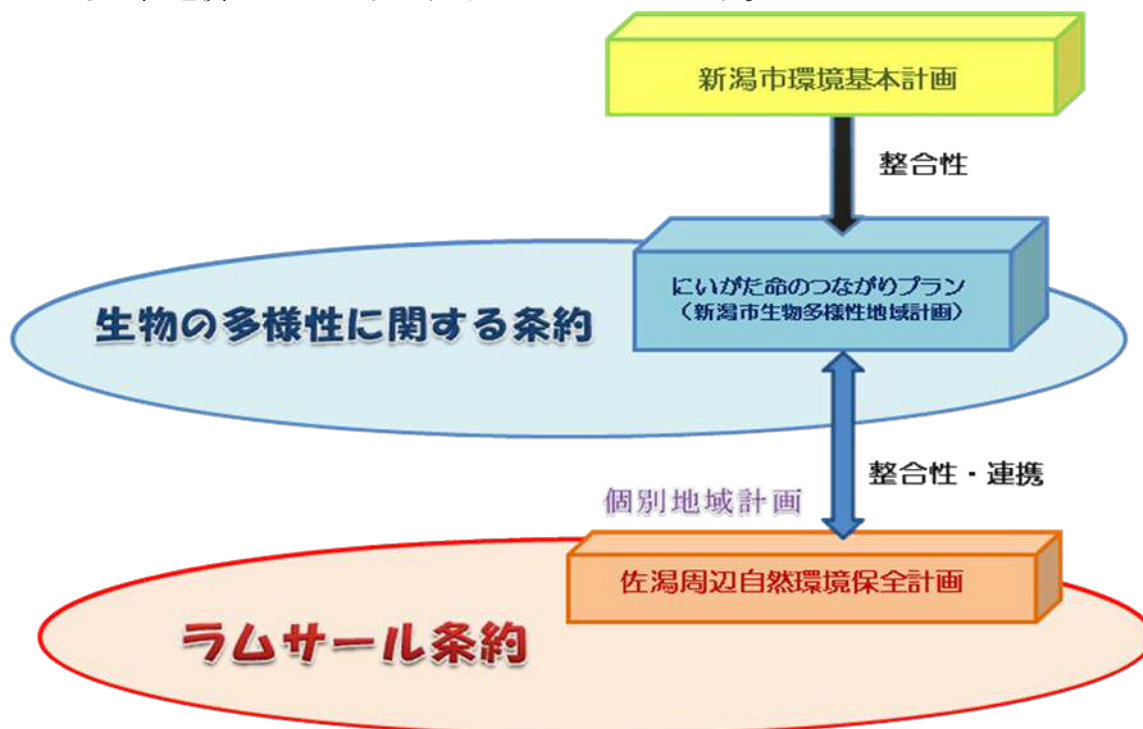 新潟市環境基本計画
整合性
にいがた命のつながりプラン
（新潟市生物多様性地域計画）
生物の多様性に関する条約
整合性・連携
個別地域計画
佐潟周辺自然環境保全計画
ラムサール条約